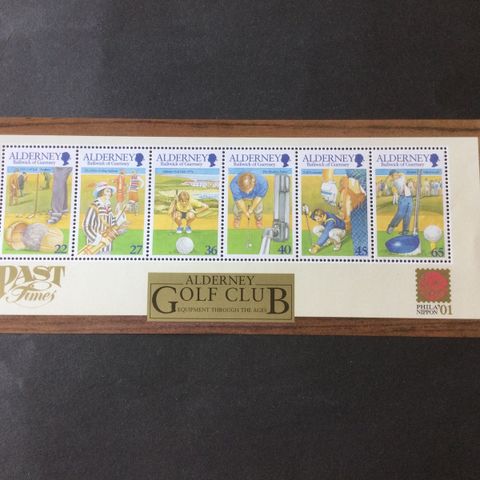 ALDERNEY ALDERNEY ALDERNEY ALDERNEY ALDERNEY ALDERNEY
Bailiwick of Guernsey Bailiwick of Guernsey Bailiwick of Guernsey Bailiwick of Guernsey Bailiwick of Guernsey Bailiwick of Guernsey
22 27 36 40 45 65
PAST
Times
ALDERNEY
GOLF CLUB
EQUIPMENT THROUGH THE AGES
PHILA
NIPPON '01